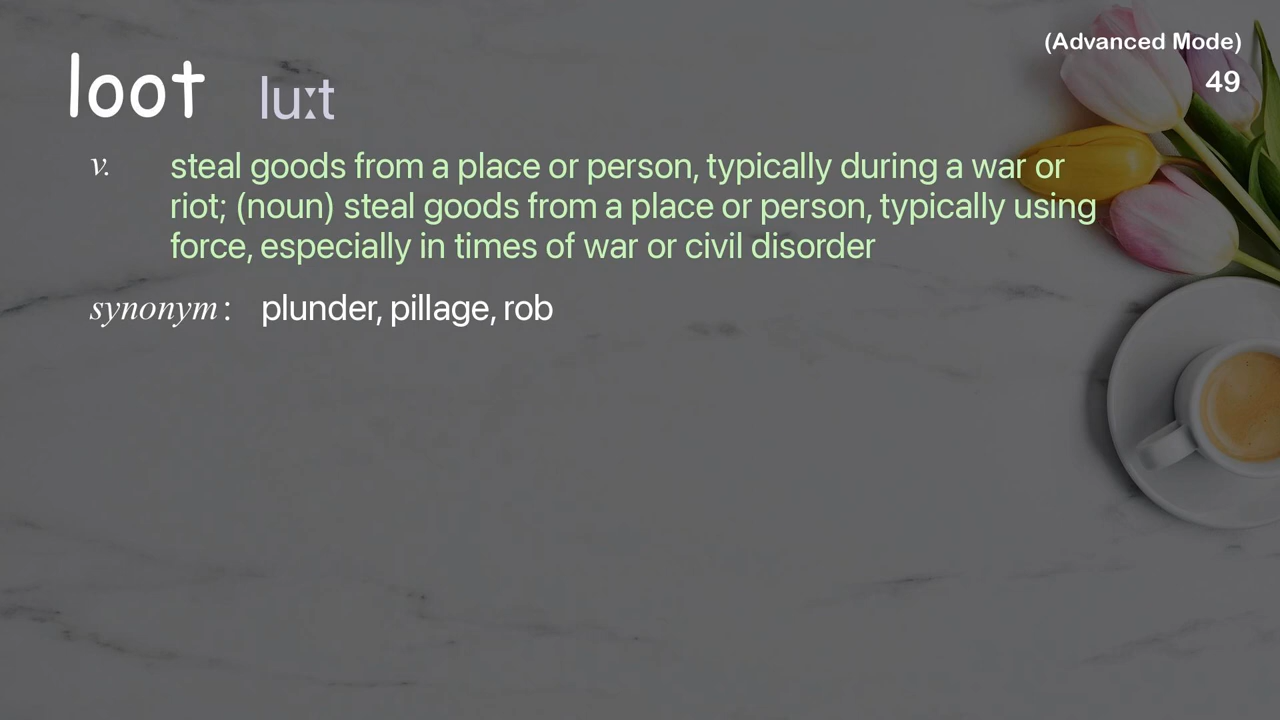 (Advanced Mode)
49
loot luːt
v. steal goods from a place or person, typically during a war or
riot; (noun) steal goods from a place or person, typically using
force, especially in times of war or civil disorder
synonym: plunder, pillage, rob